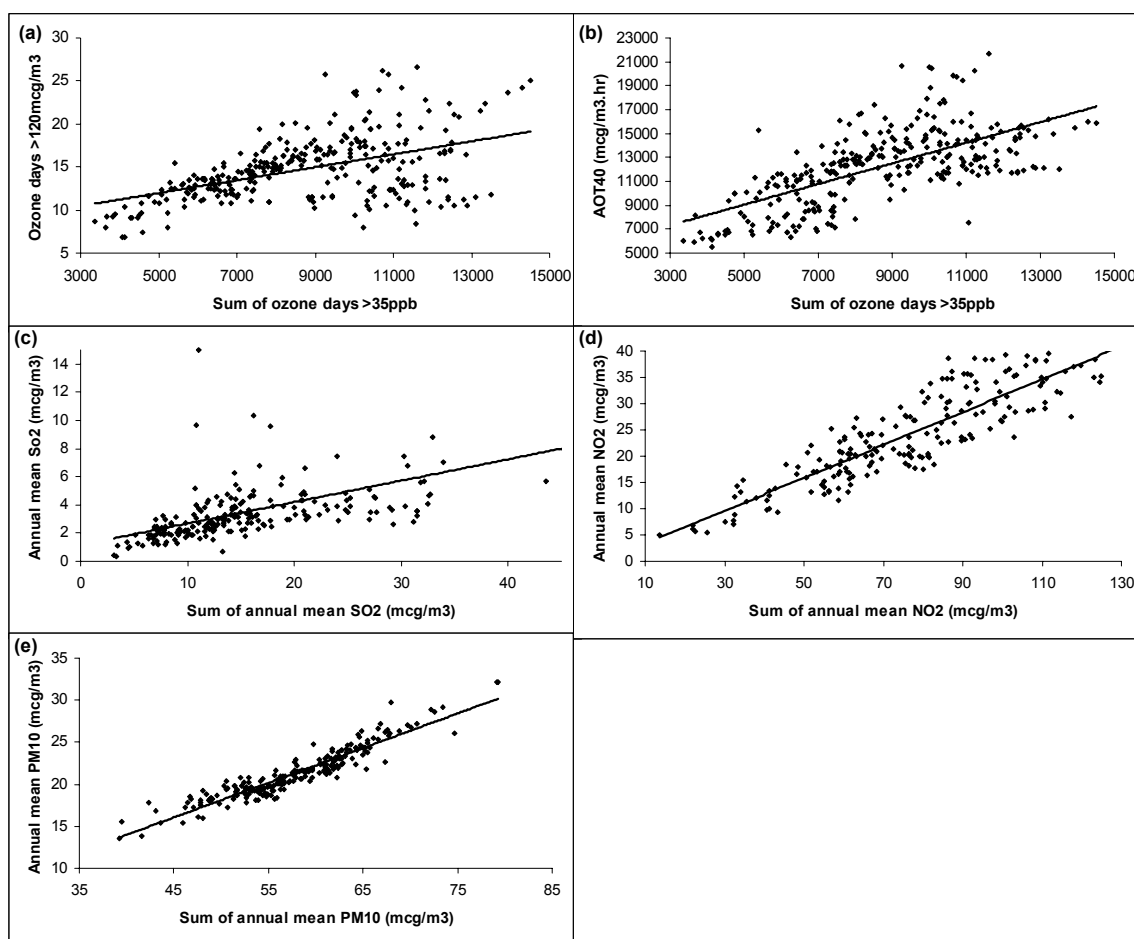 (a)
Ozone days >120mcg/m3
30
25
20
15
10
5
3000 5000 7000 9000 11000 13000 15000
Sum of ozone days >35ppb
(b)
AOT40 (mcg/m3.hr)
23000
21000
19000
17000
15000
13000
11000
9000
7000
5000
3000 5000 7000 9000 11000 13000 15000
Sum of ozone days >35ppb
(c)
Annual mean So2 (mcg/m3)
14
12
10
8
6
4
2
0
0 10 20 30 40
Sum of annual mean SO2 (mcg/m3)
(d)
Annual mean NO2 (mcg/m3)
40
35
30
25
20
15
10
5
0
10 30 50 70 90 110 130
Sum of annual mean NO2 (mcg/m3)
(e)
Annual mean PM10 (mcg/m3)
35
30
25
20
15
10
35 45 55 65 75 85
Sum of annual mean PM10 (mcg/m3)